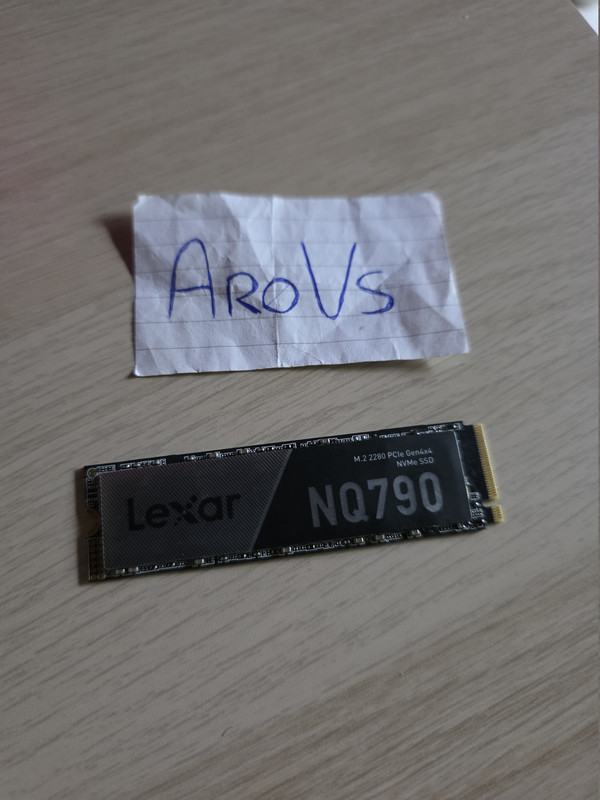 AROVS
M.2 2280 PCIe Gen4x4
NVMe SSD
Lexar
NQ790